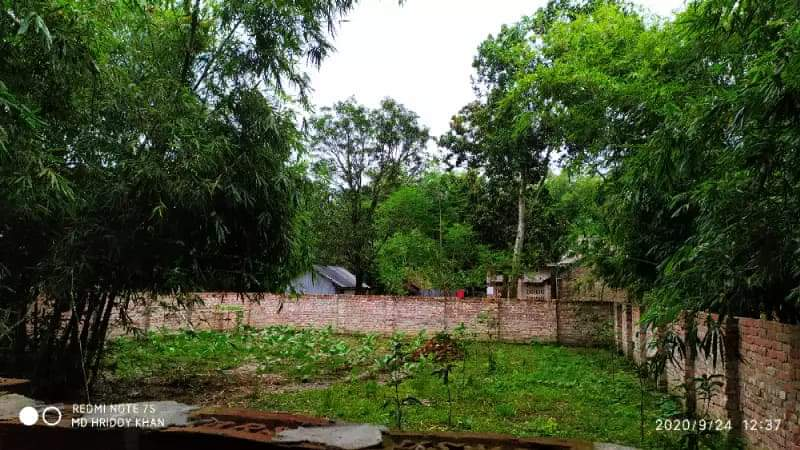 REDMI NOTE 7S
MD HRIDOY KHAN
2020/9/24 12:37